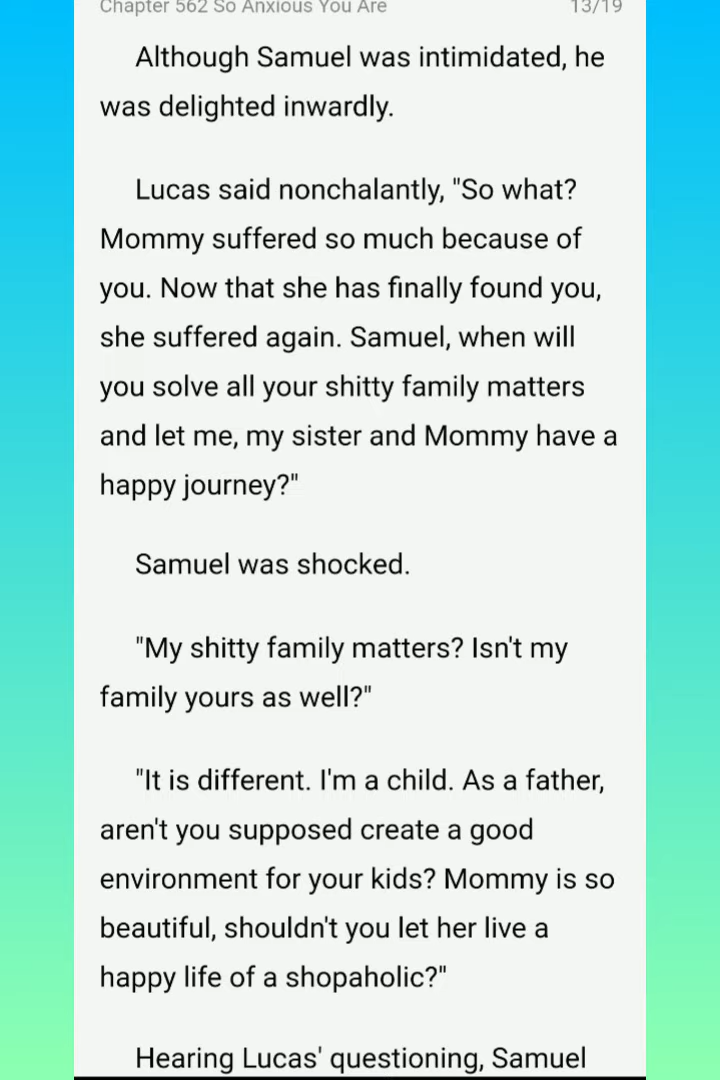 Chapter 562 So Anxious You Are 13/19
Although Samuel was intimidated, he
was delighted inwardly.
Lucas said nonchalantly, "So what?
Mommy suffered so much because of
you. Now that she has finally found you,
she suffered again. Samuel, when will
you solve all your shitty family matters
and let me, my sister and Mommy have a
happy journey?"
Samuel was shocked.
"My shitty family matters? Isn't my
family yours as well?"
"It is different. I'm a child. As a father,
aren't you supposed create a good
environment for your kids? Mommy is so
beautiful, shouldn't you let her live a
happy life of a shopaholic?"
Hearing Lucas' questioning, Samuel